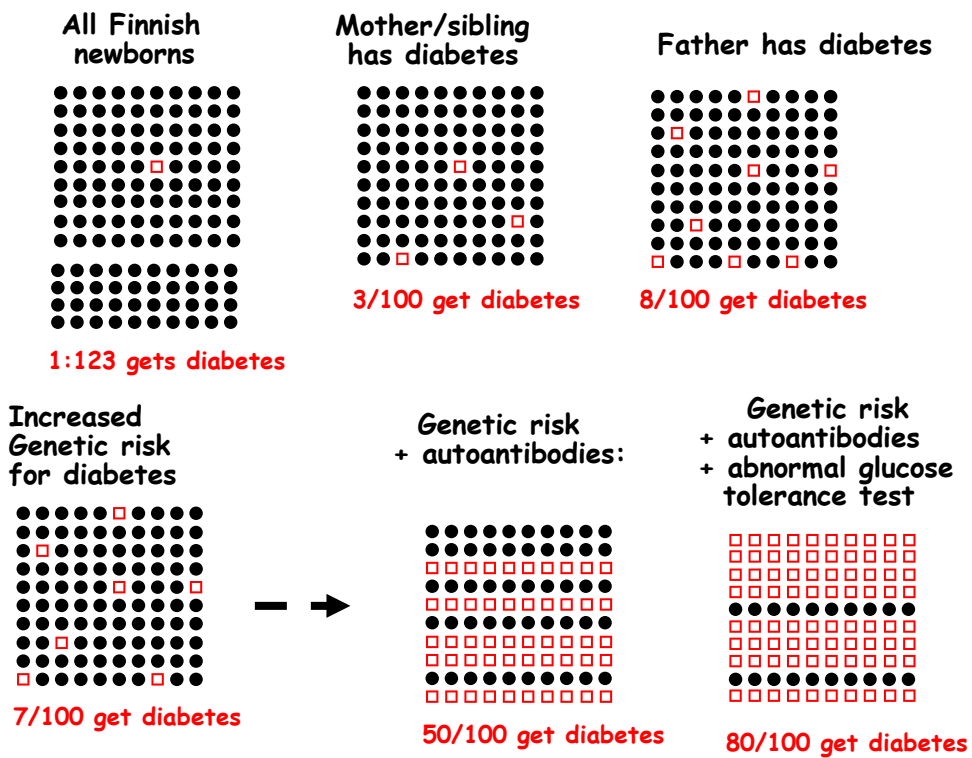 All Finnish
newborns
Mother/sibling
has diabetes
Father has diabetes
1:123 gets diabetes
3/100 get diabetes
8/100 get diabetes
Increased
Genetic risk
for diabetes
Genetic risk
+ autoantibodies:
Genetic risk
+ autoantibodies
+ abnormal glucose
tolerance test
7/100 get diabetes
50/100 get diabetes
80/100 get diabetes